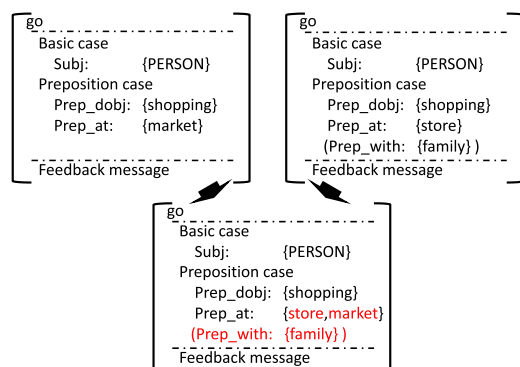 go
Basic case
Subj: {PERSON}
Preposition case
Prep_dobj: {shopping}
Prep_at: {market}
Feedback message
go
Basic case
Subj: {PERSON}
Preposition case
Prep_dobj: {shopping}
Prep_at: {store}
(Prep_with: {family} )
Feedback message
go
Basic case
Subj: {PERSON}
Preposition case
Prep_dobj: {shopping}
Prep_at: {store,market}
(Prep_with: {family} )
Feedback message